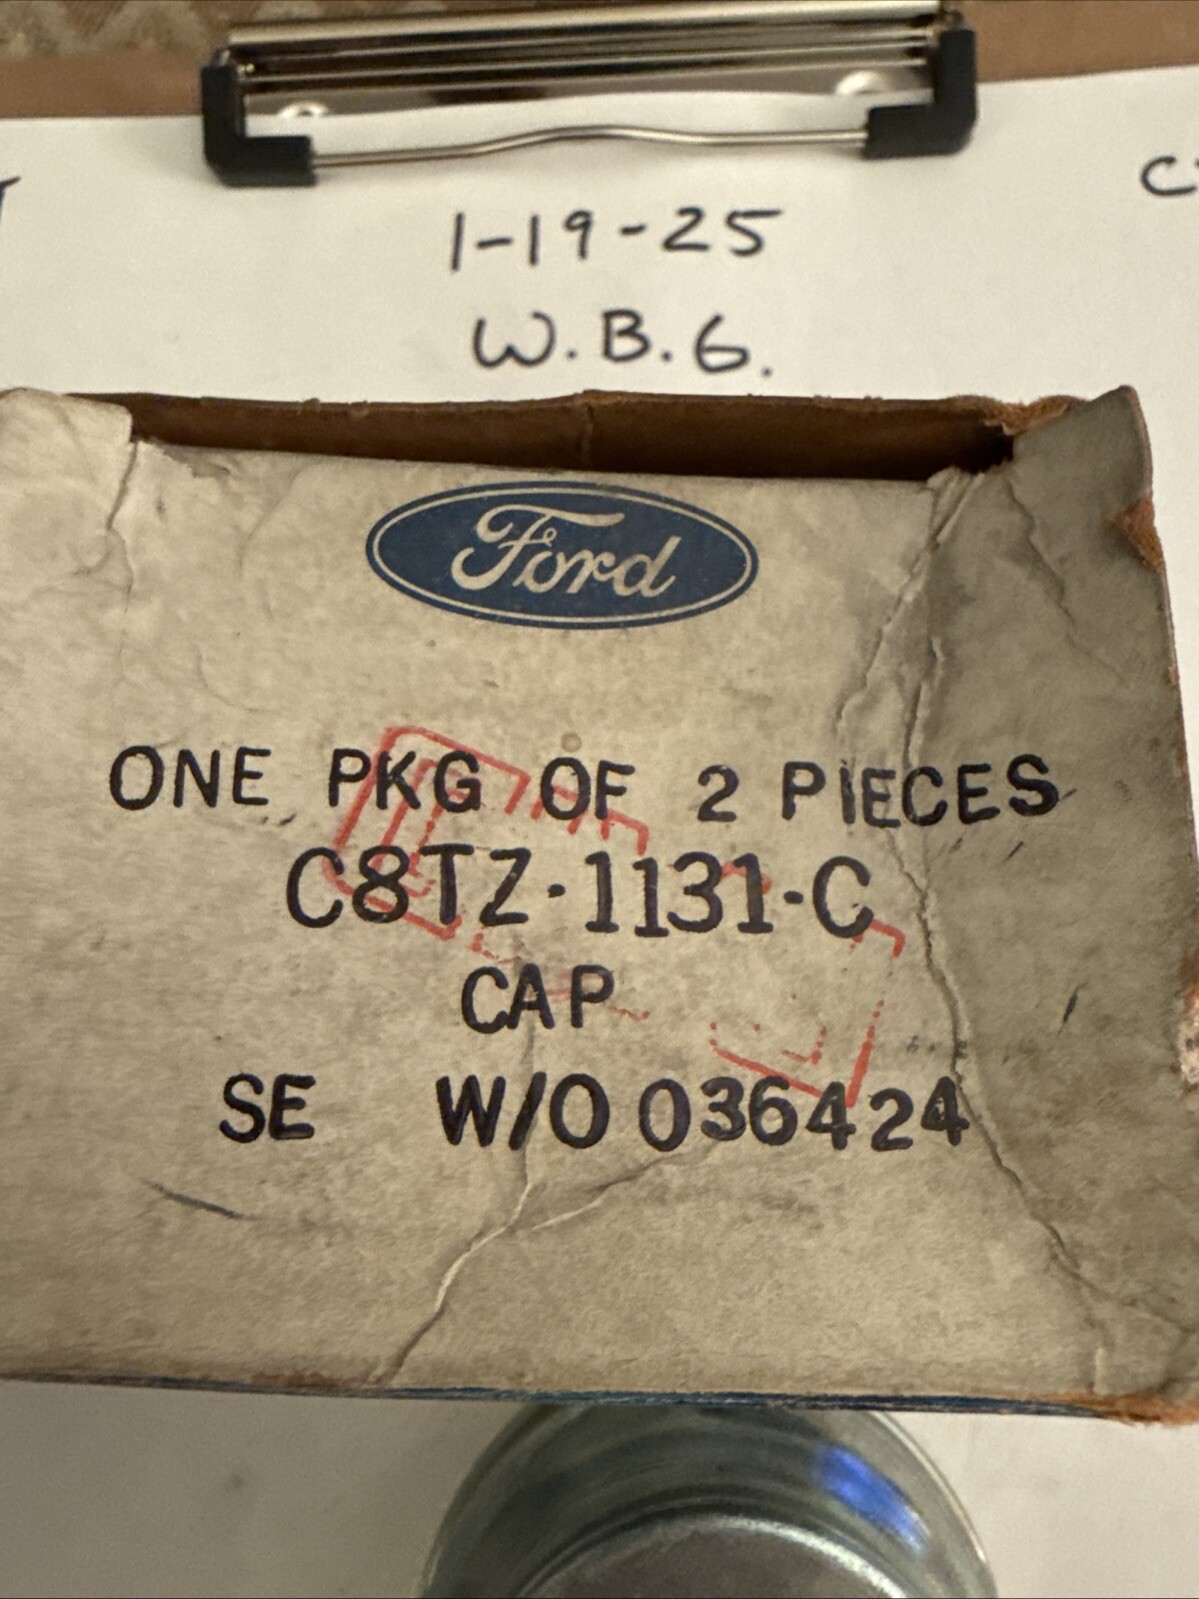 1-19-25
W.B.G.
Ford
ONE PKG OF 2 PIECES
C8TZ-1131-C
CAP
SE W/O 036424